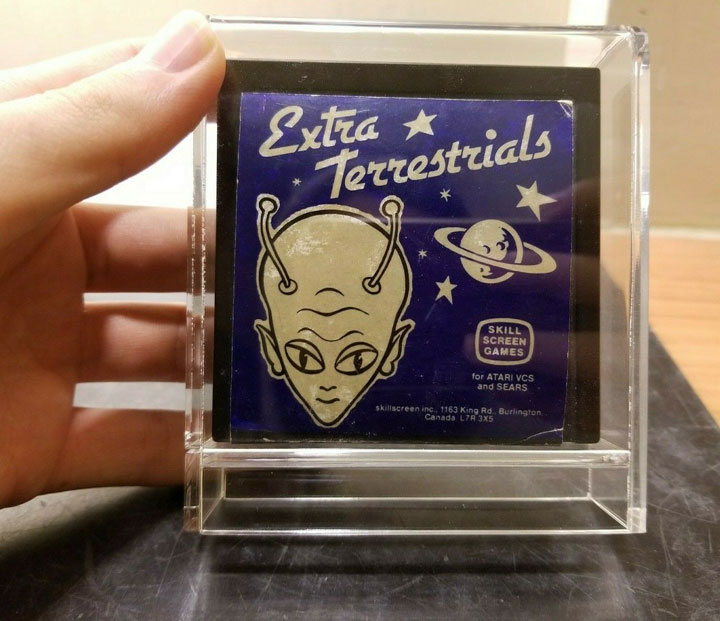 Extra
Terrestrials
SKILL
SCREEN
GAMES
for ATARI VCS
and SEARS
skillscreen inc., 1163 King Rd., Burlington,
Canada L7R 3X5